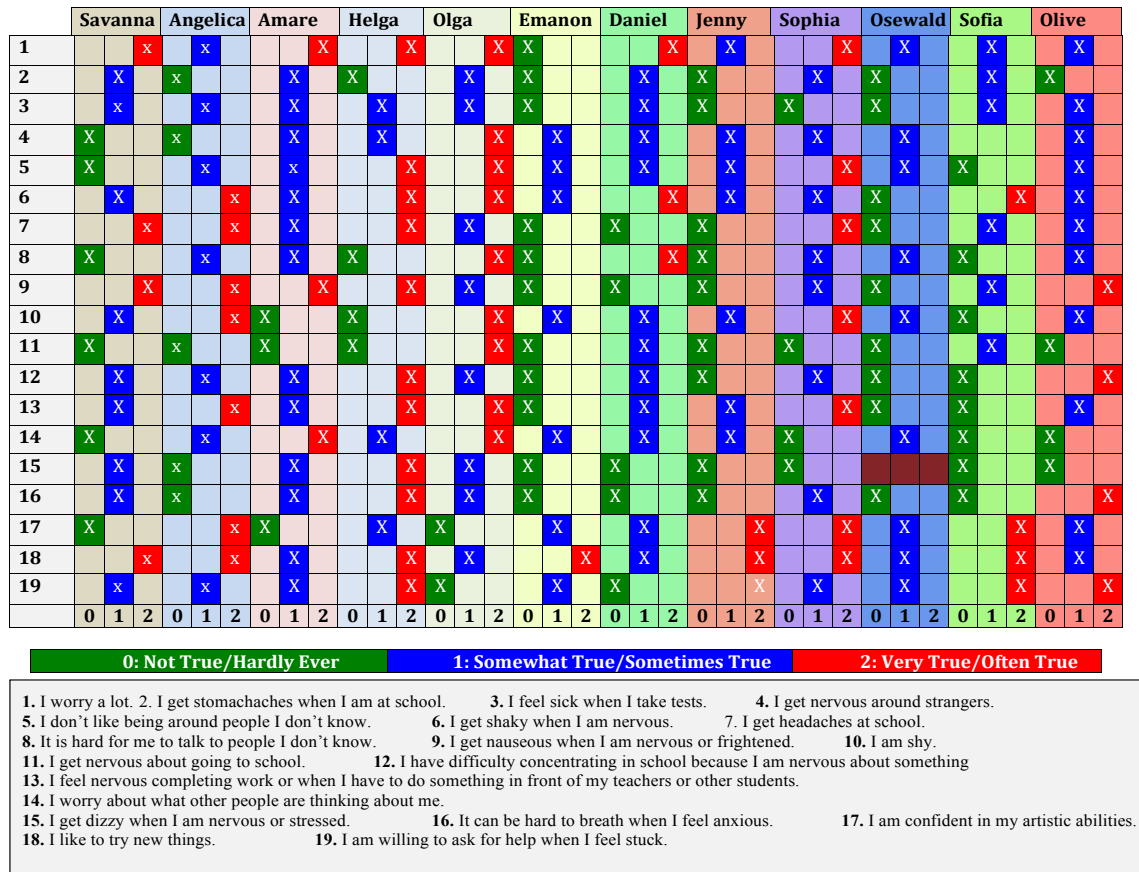 Savanna Angelica Amare Helga Olga Emanon Daniel Jenny Sophia Osewald Sofia Olive
1 x x X X X X X X X X X X
2 X x X X X X X X X X X X
3 x x X X X X X X X X X X
4 X x X X X X X X X X X
5 X x x X X X X X X X X X
6 X x X X X X X X X X X X
7 x x X X X X X X X X X X
8 X x X X X X X X X X X X
9 X x X X X X X X X X X X
10 X x X X X X X X X X X X
11 X x X X X X X X X X X X
12 X x X X X X X X X X X X
13 X x X X X X X X X X X X
14 X x X X X X X X X X X X
15 X x X X X X X X X X X
16 X x X X X X X X X X X X
17 X x X X X X X X X X X X
18 x x X X X X X X X X X X
19 x x X X X X X X X X X X
0 1 2 0 1 2 0 1 2 0 1 2 0 1 2 0 1 2 0 1 2 0 1 2 0 1 2 0 1 2 0 1 2 0 1 2
0: Not True/Hardly Ever 1: Somewhat True/Sometimes True 2: Very True/Often True
1. I worry a lot. 2. I get stomachaches when I am at school. 3. I feel sick when I take tests. 4. I get nervous around strangers.
5. I don't like being around people I don't know. 6. I get shaky when I am nervous. 7. I get headaches at school.
8. It is hard for me to talk to people I don't know. 9. I get nauseous when I am nervous or frightened. 10. I am shy.
11. I get nervous about going to school. 12. I have difficulty concentrating in school because I am nervous about something
13. I feel nervous completing work or when I have to do something in front of my teachers or other students.
14. I worry about what other people are thinking about me.
15. I get dizzy when I am nervous or stressed. 16. It can be hard to breath when I feel anxious. 17. I am confident in my artistic abilities.
18. I like to try new things. 19. I am willing to ask for help when I feel stuck.